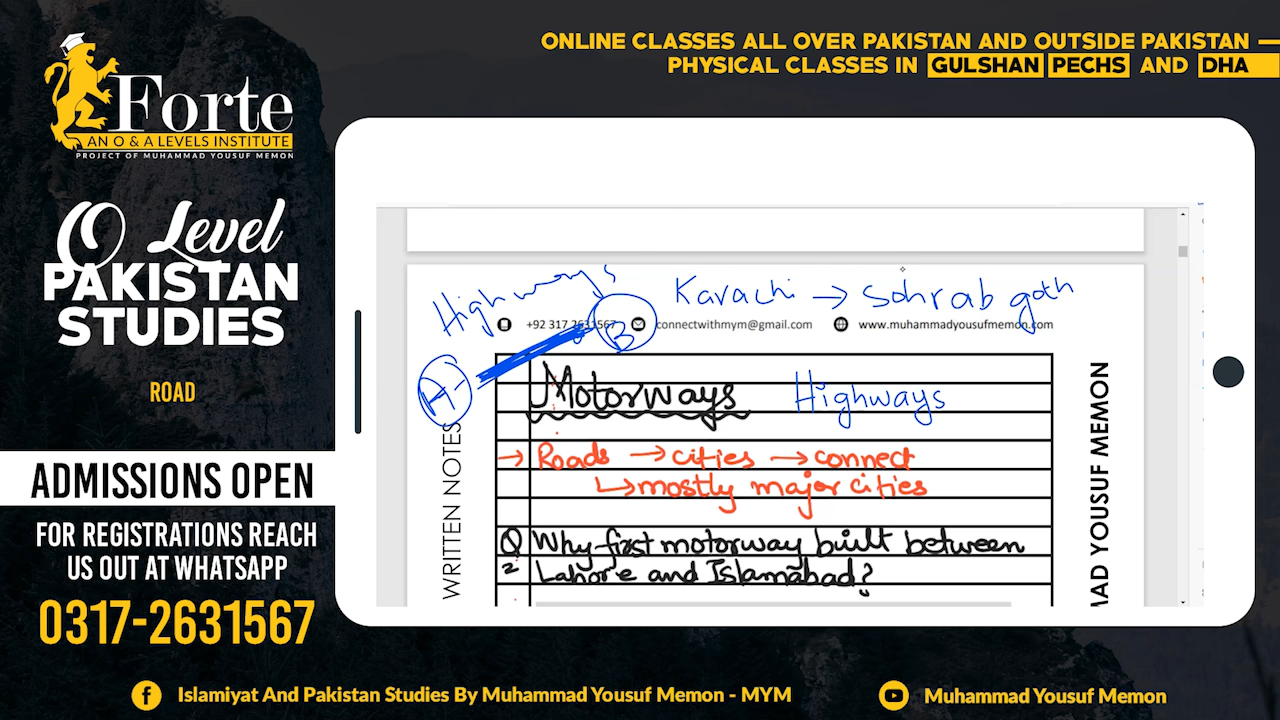 ONLINE CLASSES ALL OVER PAKISTAN AND OUTSIDE PAKISTAN
PHYSICAL CLASSES IN GULSHAN PECHS AND DHA
Forte
AN O & A LEVELS INSTITUTE
PROJECT OF MUHAMMAD YOUSUF MEMON
O Level
PAKISTAN
STUDIES
ROAD
ADMISSIONS OPEN
FOR REGISTRATIONS REACH
US OUT AT WHATSAPP
0317-2631567
Highways
Karachi → Sohrab goth
A
B
+92 317 2631567
connectwithmym@gmail.com
www.muhammadyousufmemon.com
Motorways
Highways
→ Roads → cities → connect
↳ mostly major cities
Q Why first motorway built between
Lahore and Islamabad?
WRITTEN NOTES
MAD YOUSUF MEMON
Islamiyat And Pakistan Studies By Muhammad Yousuf Memon - MYM
Muhammad Yousuf Memon